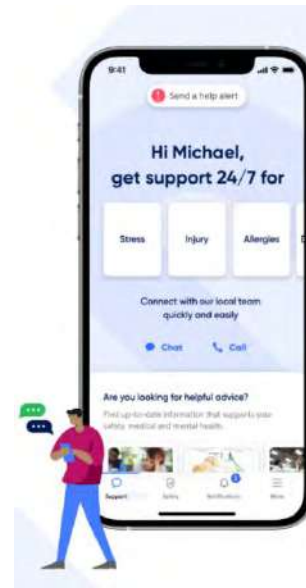 9:41
Send a help alert
Hi Michael,
get support 24/7 for
Stress
Injury
Allergies
Connect with our local team
quickly and easily
Chat
Call
Are you looking for helpful advice?
Find up-to-date information that supports your
safety, medical and mental health.
Support
Safety
Notifications
More